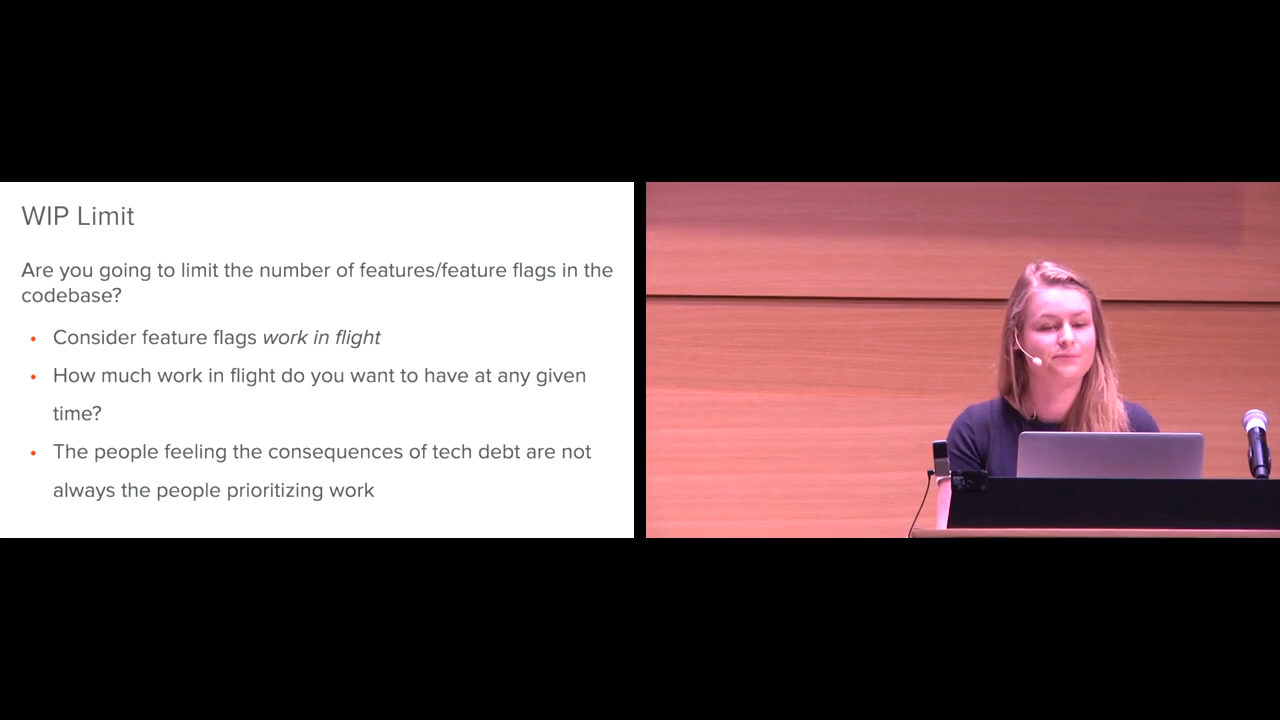 WIP Limit
Are you going to limit the number of features/feature flags in the
codebase?
• Consider feature flags work in flight
• How much work in flight do you want to have at any given
time?
• The people feeling the consequences of tech debt are not
always the people prioritizing work